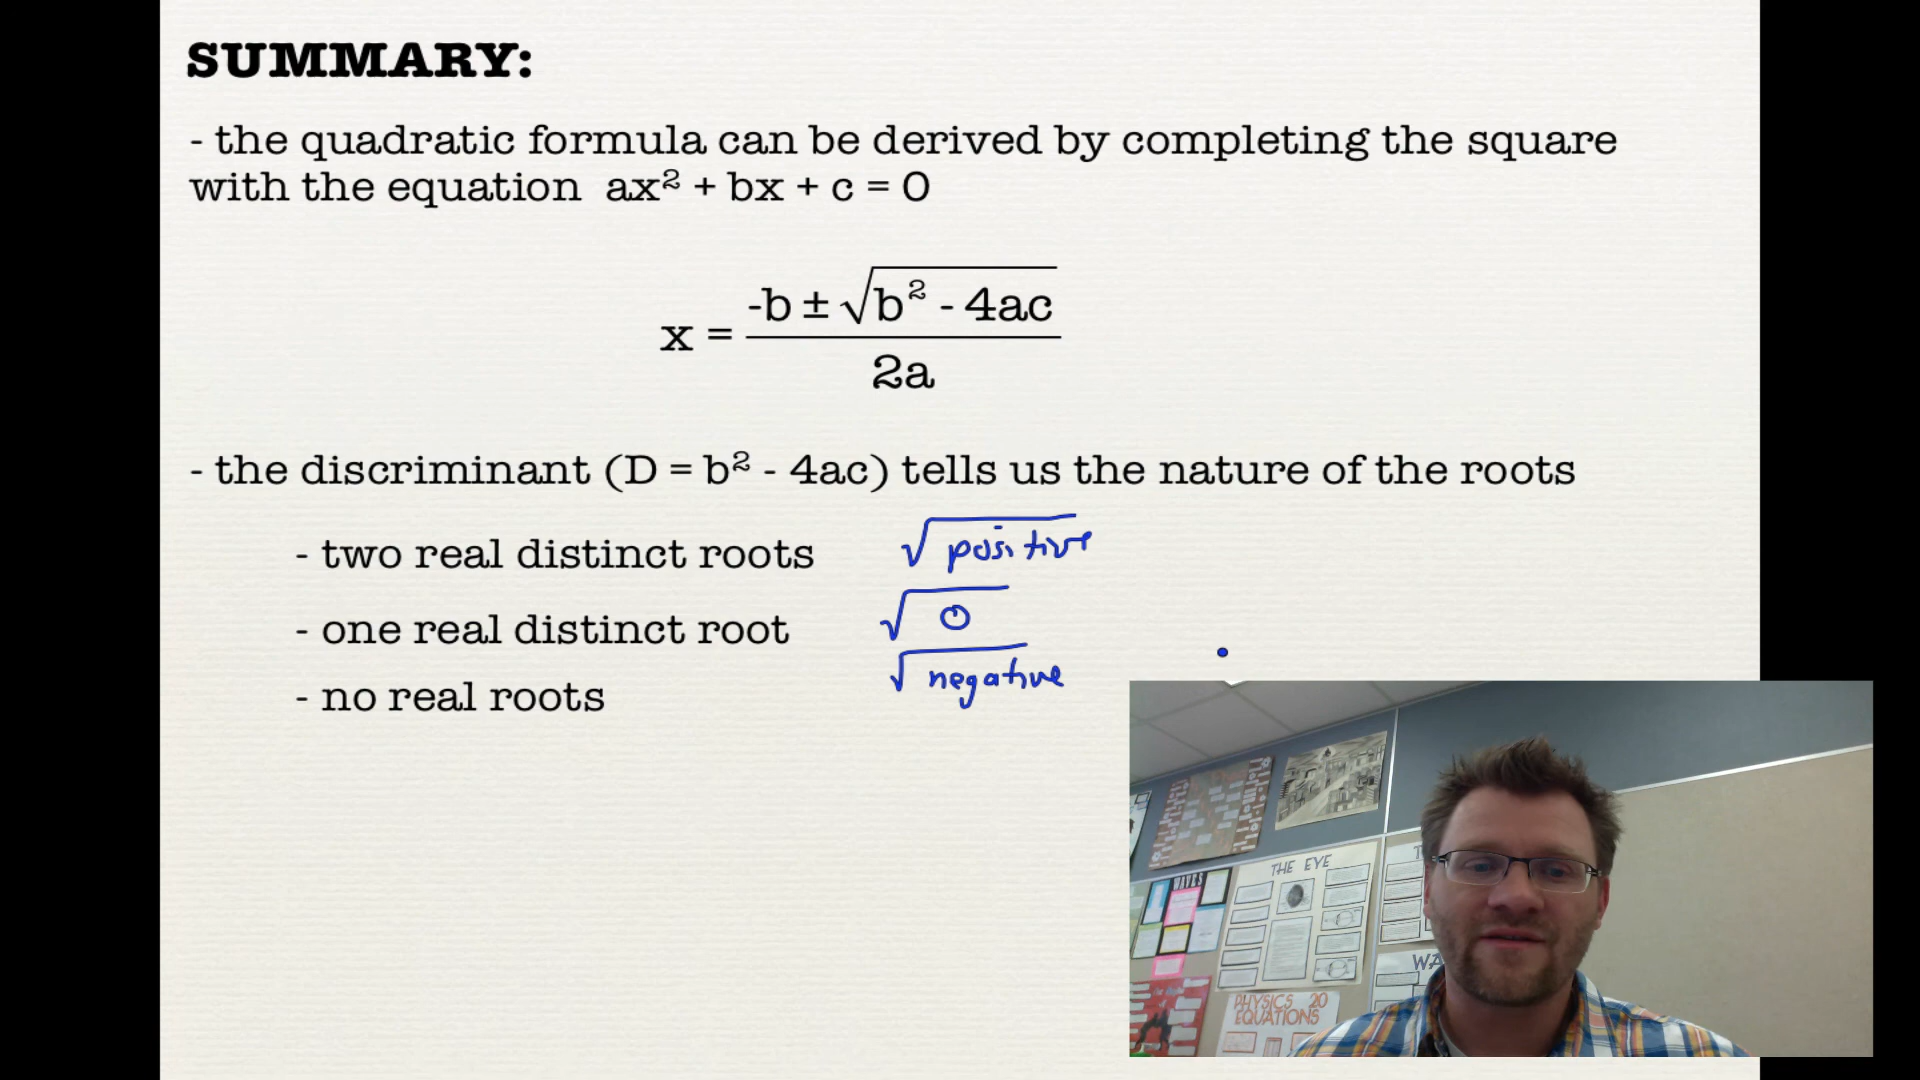 SUMMARY:
- the quadratic formula can be derived by completing the square
with the equation ax² + bx + c = 0
x = -b ± √b² - 4ac
2a
- the discriminant (D = b² - 4ac) tells us the nature of the roots
- two real distinct roots √positive
- one real distinct root √0
- no real roots √negative
THE EYE
WAVES
WA
PHYSICS 20
EQUATIONS